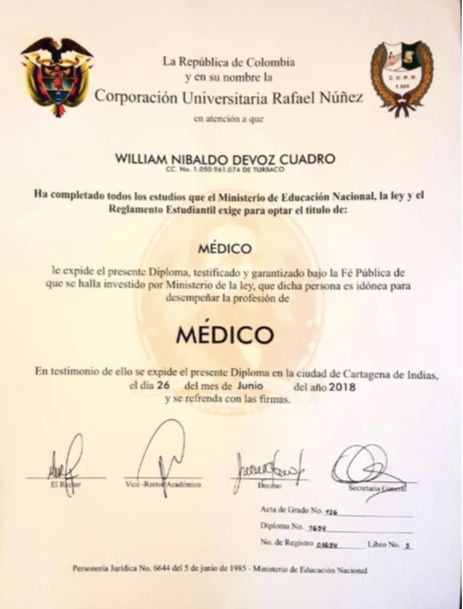 La República de Colombia
y en su nombre la
Corporación Universitaria Rafael Núñez
en atención a que
WILLIAM NIBALDO DEVOZ CUADRO
CC. No. 1.050.961.074 DE TURBACO
Ha completado todos los estudios que el Ministerio de Educación Nacional, la ley y el
Reglamento Estudiantil exige para optar el título de:
MÉDICO
le expide el presente Diploma, testificado y garantizado bajo la Fé Pública de
que se halla investido por Ministerio de la ley, que dicha persona es idónea para
desempeñar la profesión de
MÉDICO
En testimonio de ello se expide el presente Diploma en la ciudad de Cartagena de Indias,
el día 26 del mes de Junio del año 2018
y se refrenda con las firmas.
El Rector Vice-Rector Académico Decano Secretaria General
Acta de Grado No. 126
Diploma No. 1634
No. de Registro 01634 Libro No. 2
Personería Jurídica No. 6644 del 5 de junio de 1985 - Ministerio de Educación Nacional
C.U.R.N.